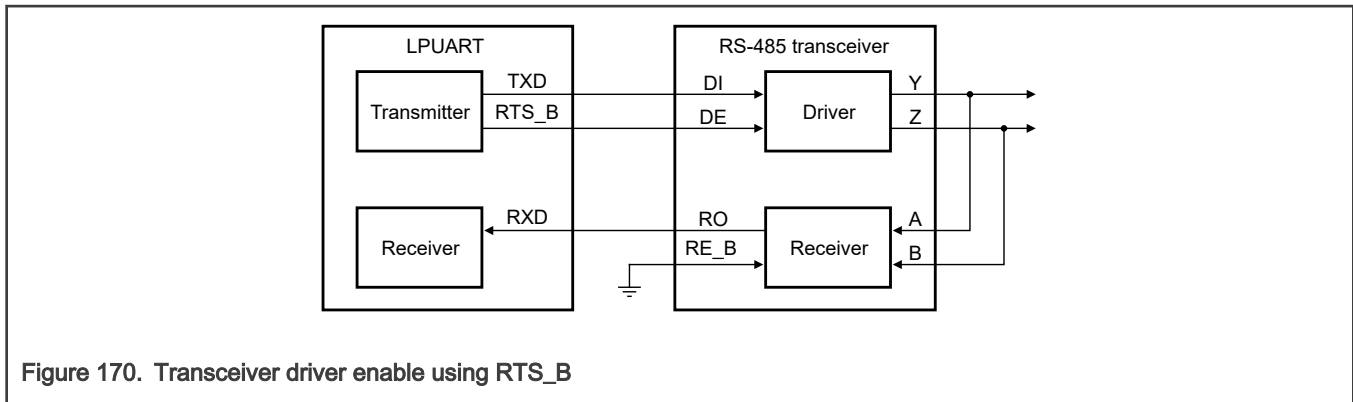 LPUART
RS-485 transceiver
Transmitter
TXD
RTS_B
DI
DE
Driver
Y
Z
Receiver
RXD
RO
RE_B
Receiver
A
B
Figure 170. Transceiver driver enable using RTS_B